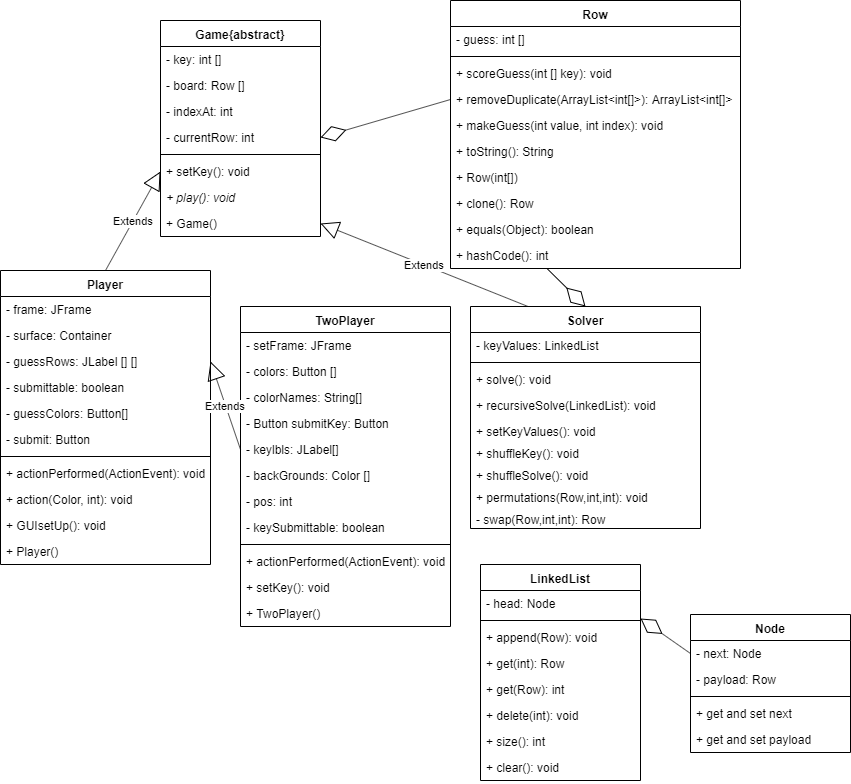 Game{abstract}
- key: int []
- board: Row []
- indexAt: int
- currentRow: int
+ setKey(): void
+ play(): void
+ Game()
Row
- guess: int []
+ scoreGuess(int [] key): void
+ removeDuplicate(ArrayList<int[]>): ArrayList<int[]>
+ makeGuess(int value, int index): void
+ toString(): String
+ Row(int[])
+ clone(): Row
+ equals(Object): boolean
+ hashCode(): int
Extends
Extends
Player
- frame: JFrame
- surface: Container
- guessRows: JLabel [] []
- submittable: boolean
- guessColors: Button[]
- submit: Button
+ actionPerformed(ActionEvent): void
+ action(Color, int): void
+ GUIsetUp(): void
+ Player()
Extends
TwoPlayer
- setFrame: JFrame
- colors: Button []
- colorNames: String[]
- Button submitKey: Button
- keylbls: JLabel[]
- backGrounds: Color []
- pos: int
- keySubmittable: boolean
+ actionPerformed(ActionEvent): void
+ setKey(): void
+ TwoPlayer()
Solver
- keyValues: LinkedList
+ solve(): void
+ recursiveSolve(LinkedList): void
+ setKeyValues(): void
+ shuffleKey(): void
+ shuffleSolve(): void
+ permutations(Row,int,int): void
- swap(Row,int,int): Row
LinkedList
- head: Node
+ append(Row): void
+ get(int): Row
+ get(Row): int
+ delete(int): void
+ size(): int
+ clear(): void
Node
- next: Node
- payload: Row
+ get and set next
+ get and set payload